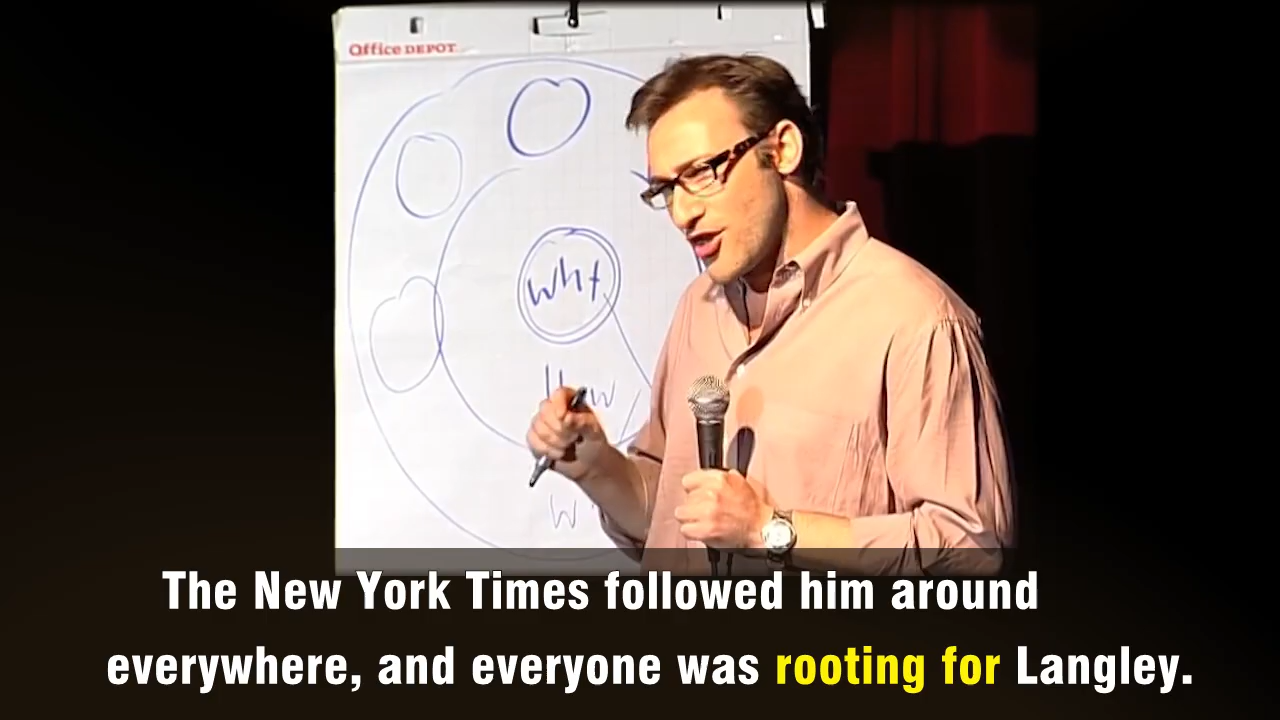 Office DEPOT
Why
How
The New York Times followed him around
everywhere, and everyone was rooting for Langley.